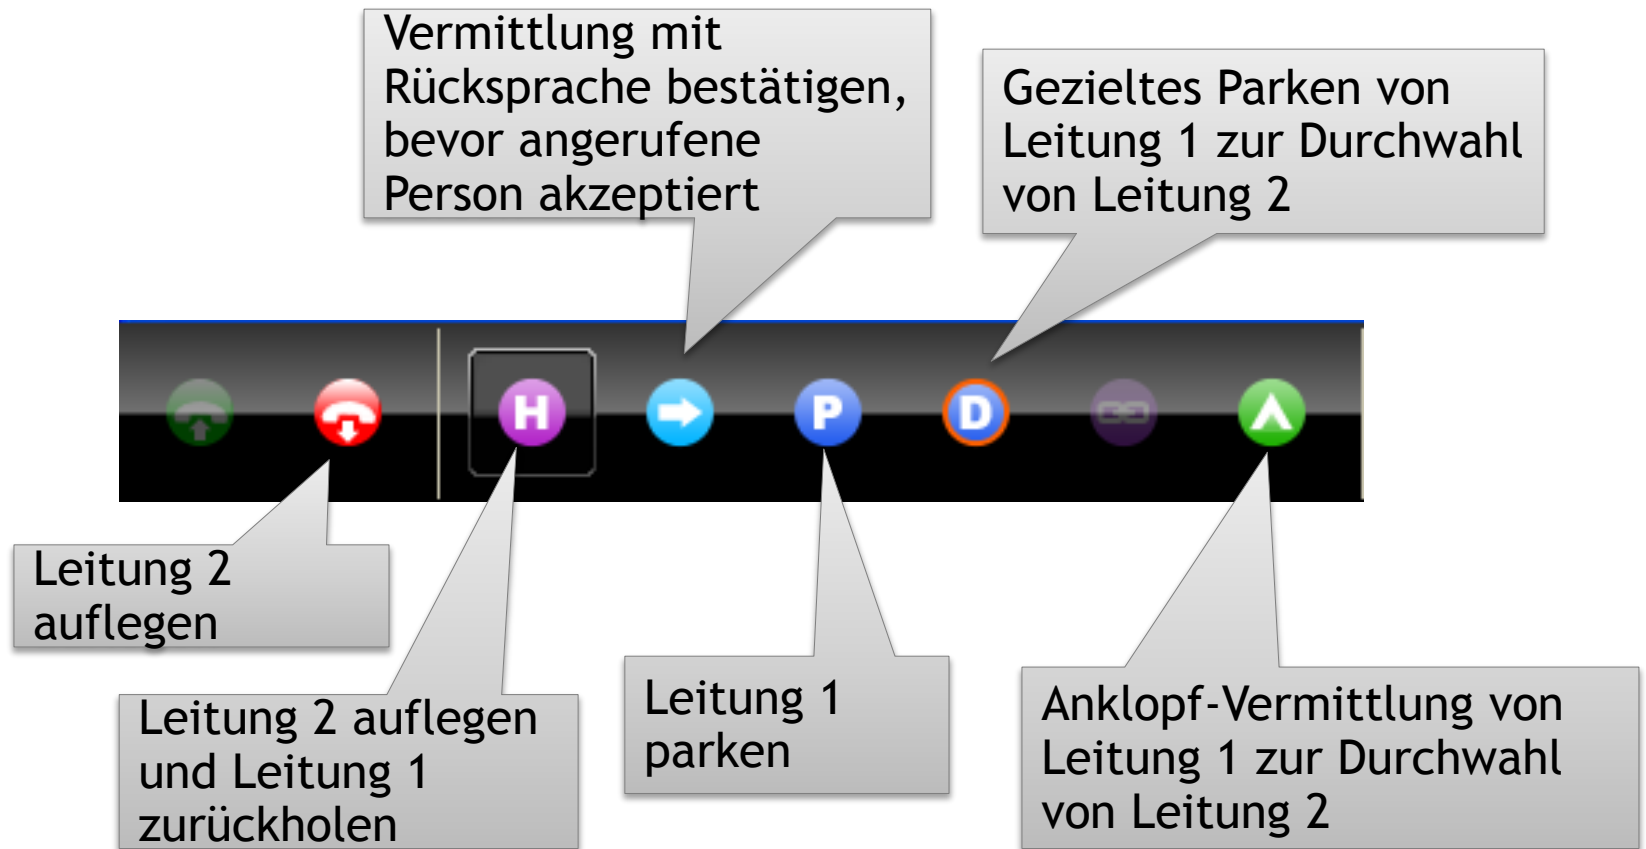 Vermittlung mit
Rücksprache bestätigen,
bevor angerufene
Person akzeptiert
Gezieltes Parken von
Leitung 1 zur Durchwahl
von Leitung 2
H
P
D
Leitung 2
auflegen
Leitung 2 auflegen
und Leitung 1
zurückholen
Leitung 1
parken
Anklopf-Vermittlung von
Leitung 1 zur Durchwahl
von Leitung 2